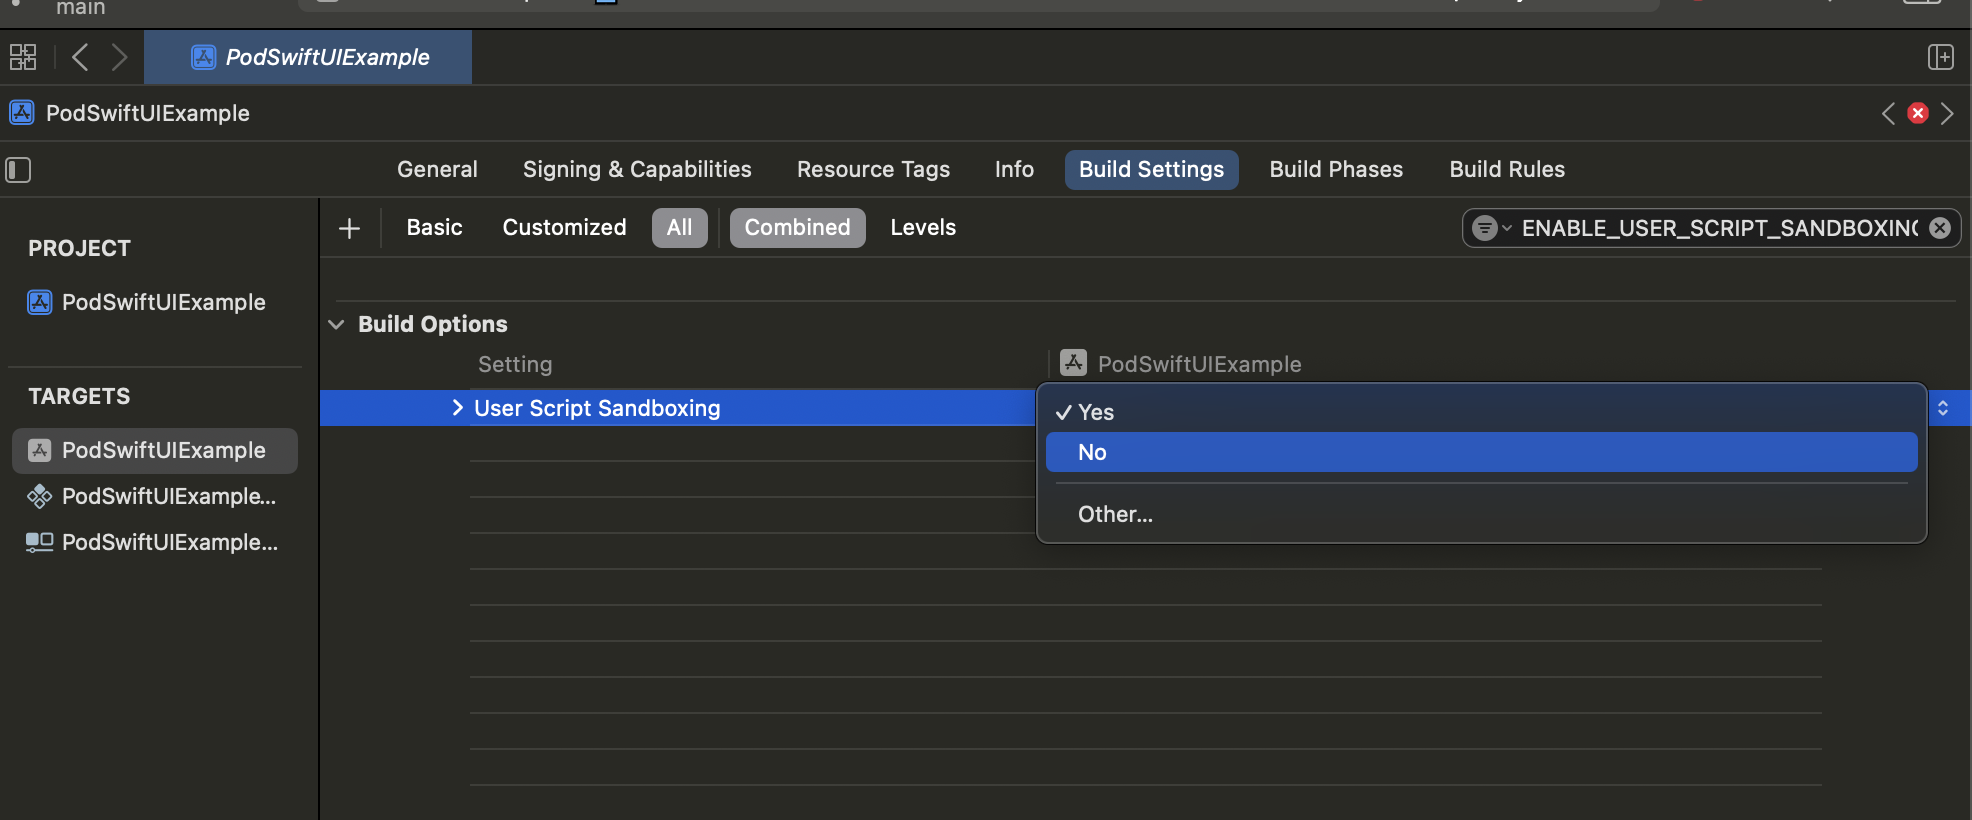 main
PodSwiftUIExample
PodSwiftUIExample
General Signing & Capabilities Resource Tags Info Build Settings Build Phases Build Rules
Basic Customized All Combined Levels ENABLE_USER_SCRIPT_SANDBOXING
PROJECT
PodSwiftUIExample
TARGETS
PodSwiftUIExample
PodSwiftUIExample...
PodSwiftUIExample...
Build Options
Setting PodSwiftUIExample
User Script Sandboxing
Yes
No
Other...